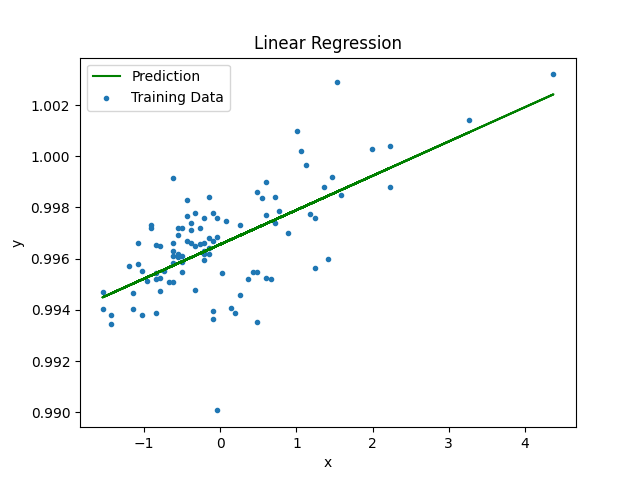 Linear Regression
Prediction
Training Data
1.002
1.000
0.998
0.996
0.994
0.992
0.990
y
−1 0 1 2 3 4
x